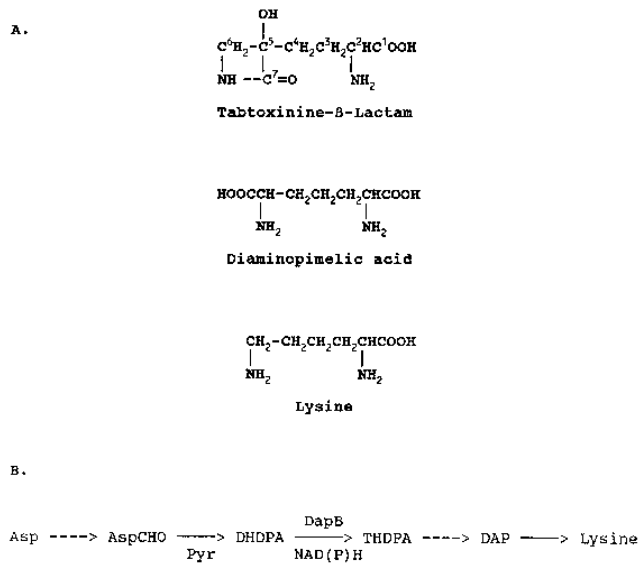 A.
OH
C⁶H₂-C⁵-C⁴H₂C³H₂C²HC¹OOH
NH --C⁷=O NH₂
Tabtoxinine-ß-Lactam
HOOCCH-CH₂CH₂CH₂CHCOOH
NH₂ NH₂
Diaminopimelic acid
CH₂-CH₂CH₂CH₂CHCOOH
NH₂ NH₂
Lysine
B.
DapB
Asp ----> AspCHO ——> DHDPA ——> THDPA ----> DAP ——> Lysine
Pyr NAD(P)H